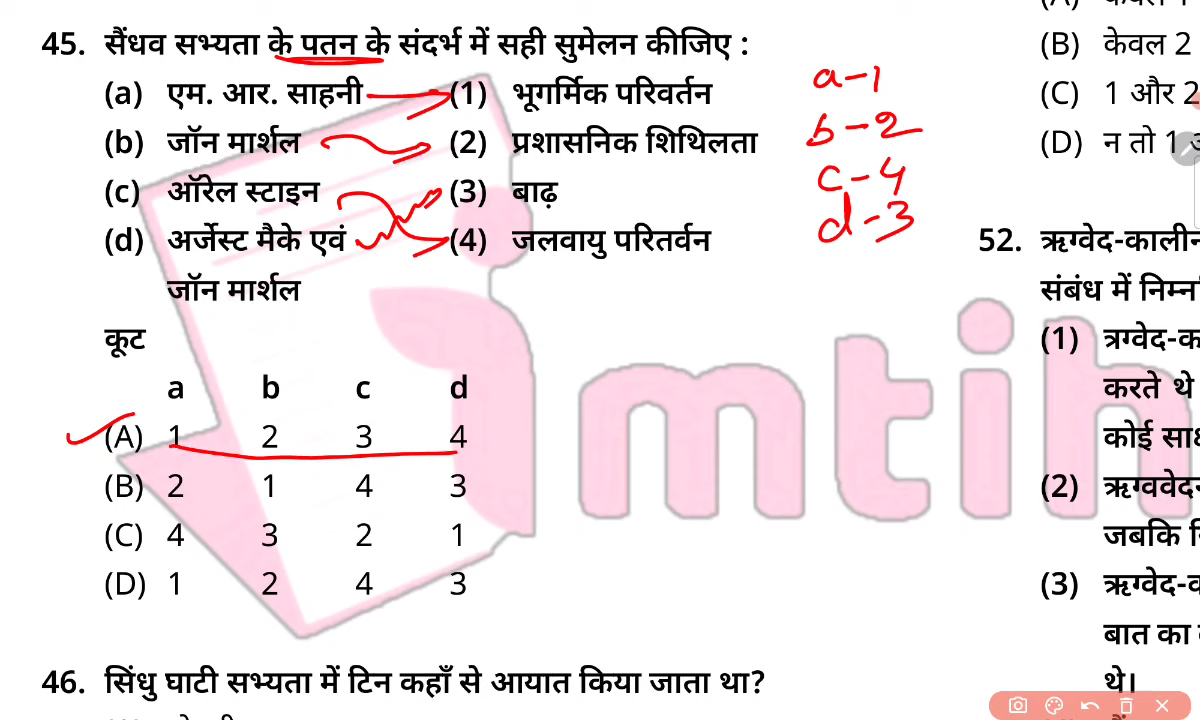 45. सैंधव सभ्यता के पतन के संदर्भ में सही सुमेलन कीजिए :
(a) एम. आर. साहनी (1) भूगर्मिक परिवर्तन
(b) जॉन मार्शल (2) प्रशासनिक शिथिलता
(c) ऑरेल स्टाइन (3) बाढ़
(d) अर्जेस्ट मैके एवं (4) जलवायु परितर्वन
जॉन मार्शल
कूट
a b c d
(A) 1 2 3 4
(B) 2 1 4 3
(C) 4 3 2 1
(D) 1 2 4 3
46. सिंधु घाटी सभ्यता में टिन कहाँ से आयात किया जाता था?
a-1
b-2
c-4
d-3
(B) केवल 2
(C) 1 और 2
(D) न तो 1
52. ऋग्वेद-कालीन
संबंध में
(1) त्रग्वेद-
करते थे
कोई
(2)
जबकि
(3) ऋग्वेद-
बात का
थे।
mtih